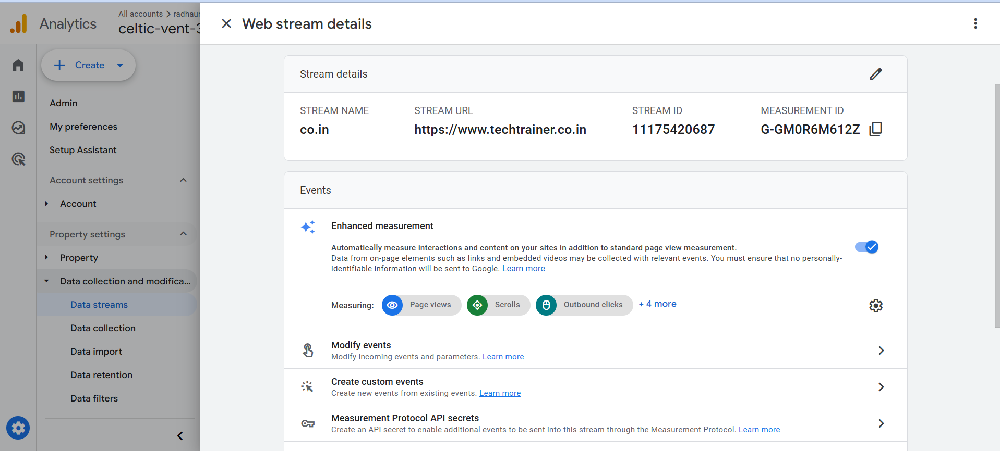 Analytics
All accounts > radhaur
celtic-vent-3
Web stream details
Create
Admin
My preferences
Setup Assistant
Account settings
Account
Property settings
Property
Data collection and modifica...
Data streams
Data collection
Data import
Data retention
Data filters
Stream details
STREAM NAME
co.in
STREAM URL
https://www.techtrainer.co.in
STREAM ID
11175420687
MEASUREMENT ID
G-GM0R6M612Z
Events
Enhanced measurement
Automatically measure interactions and content on your sites in addition to standard page view measurement.
Data from on-page elements such as links and embedded videos may be collected with relevant events. You must ensure that no personally-
identifiable information will be sent to Google. Learn more
Measuring: Page views Scrolls Outbound clicks + 4 more
Modify events
Modify incoming events and parameters. Learn more
Create custom events
Create new events from existing events. Learn more
Measurement Protocol API secrets
Create an API secret to enable additional events to be sent into this stream through the Measurement Protocol. Learn more